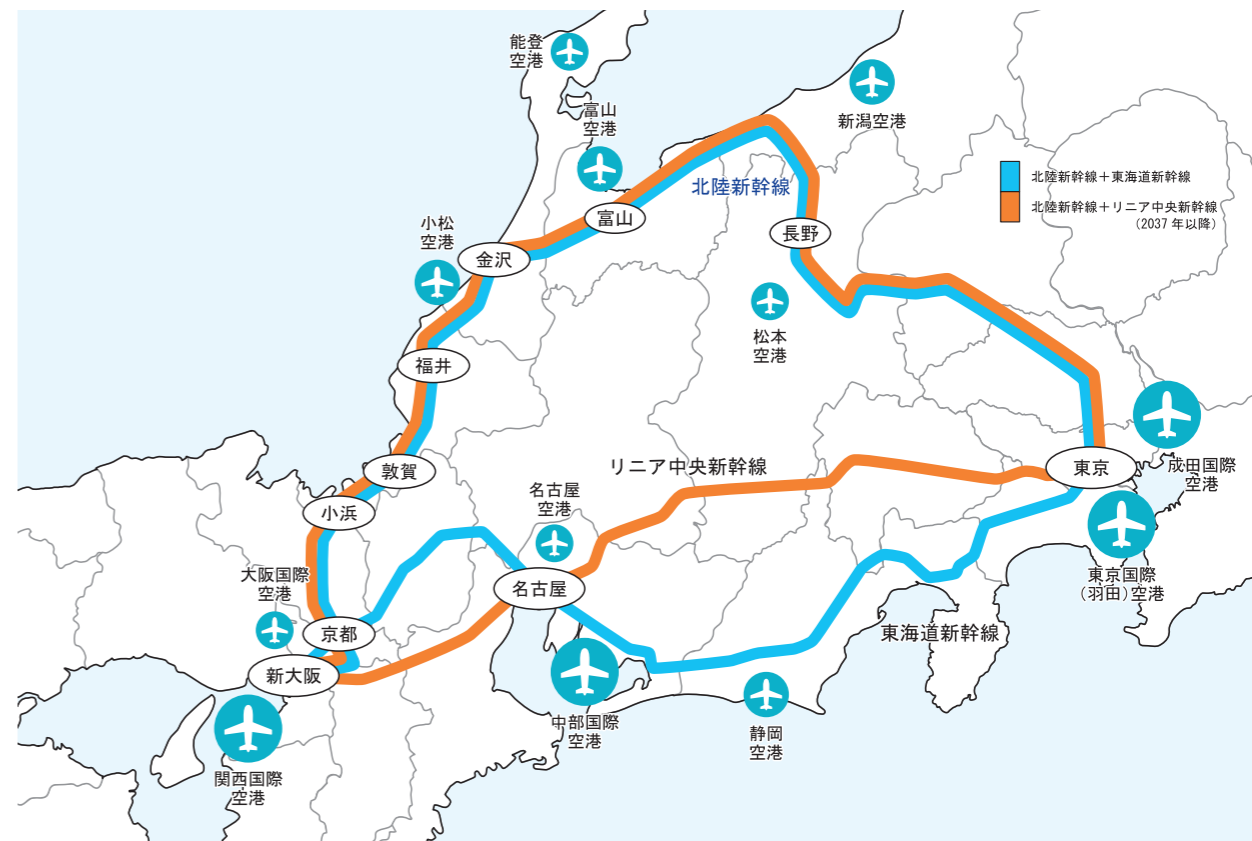 能登
空港
富山
空港
新潟空港
北陸新幹線+東海道新幹線
北陸新幹線+リニア中央新幹線
(2037 年以降)
北陸新幹線
富山
長野
小松
空港
金沢
松本
空港
福井
成田国際
空港
東京
リニア中央新幹線
敦賀
名古屋
空港
小浜
東京国際
(羽田)空港
大阪国際
空港
名古屋
京都
東海道新幹線
新大阪
中部国際
空港
静岡
空港
関西国際
空港